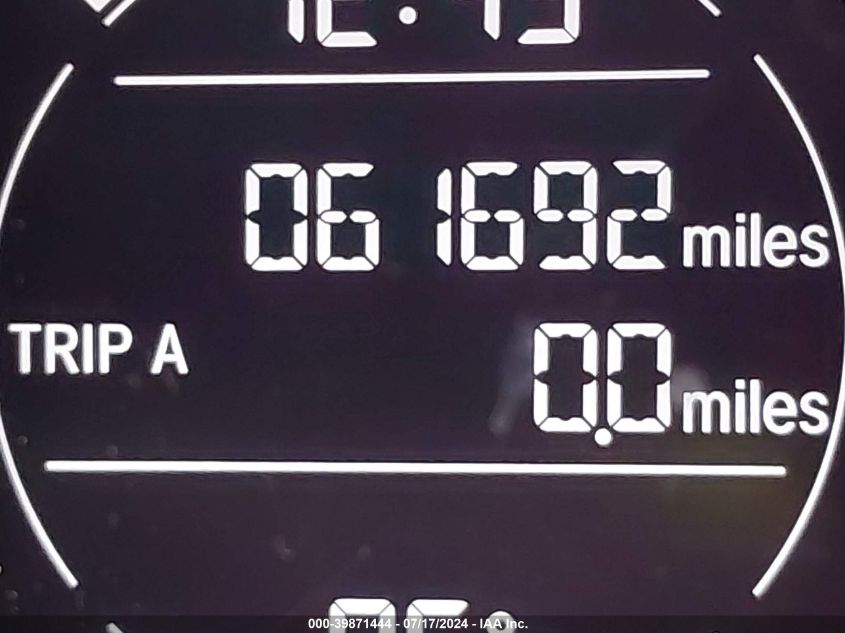 061692 miles
TRIP A 0.0 miles
000-39871444 - 07/17/2024 - IAA Inc.